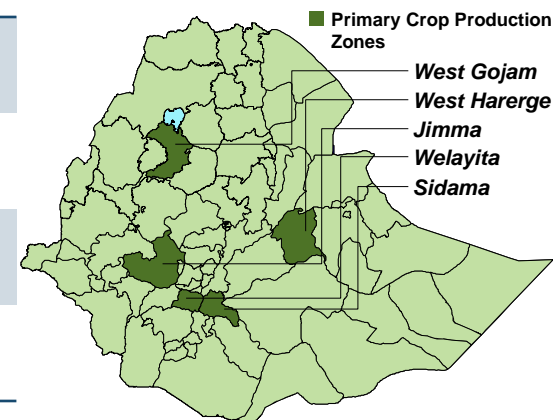 Primary Crop Production
Zones
West Gojam
West Harerge
Jimma
Welayita
Sidama